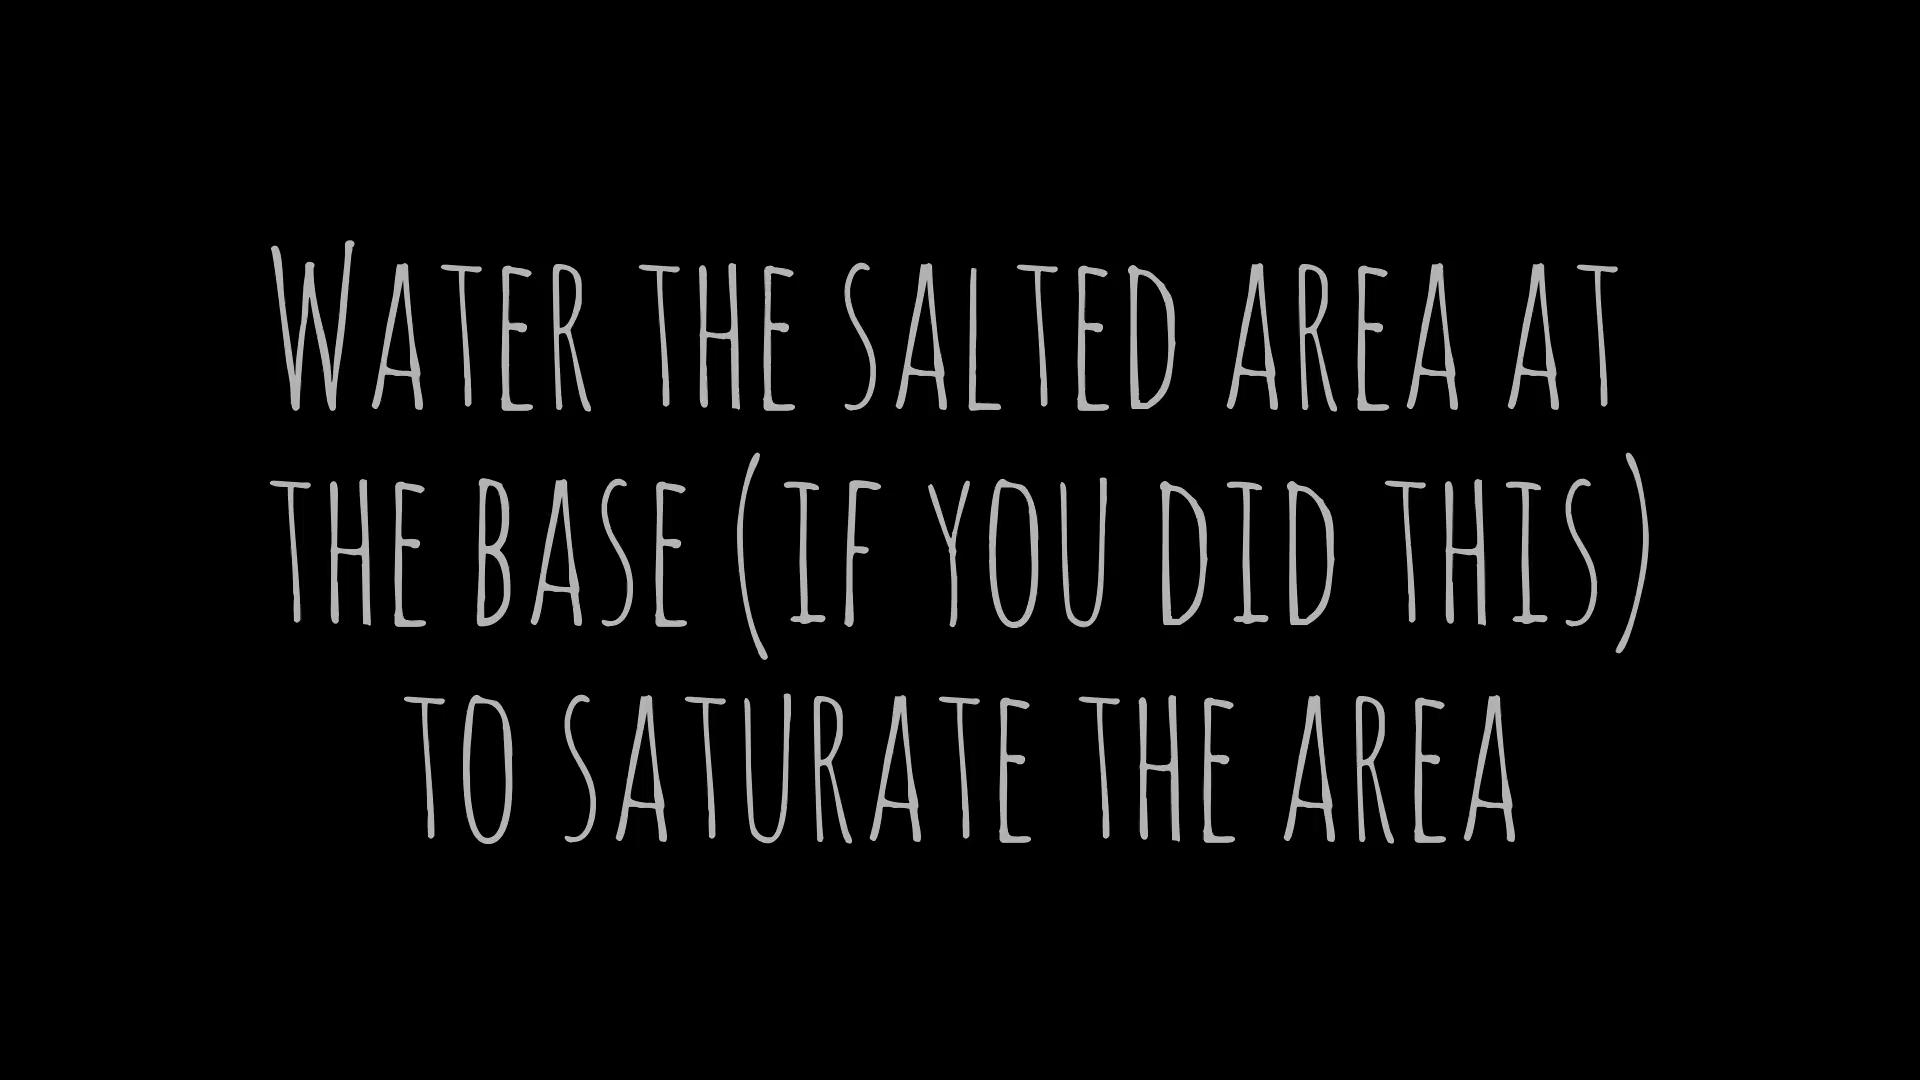 Water the salted area at
the base (if you did this)
to saturate the area